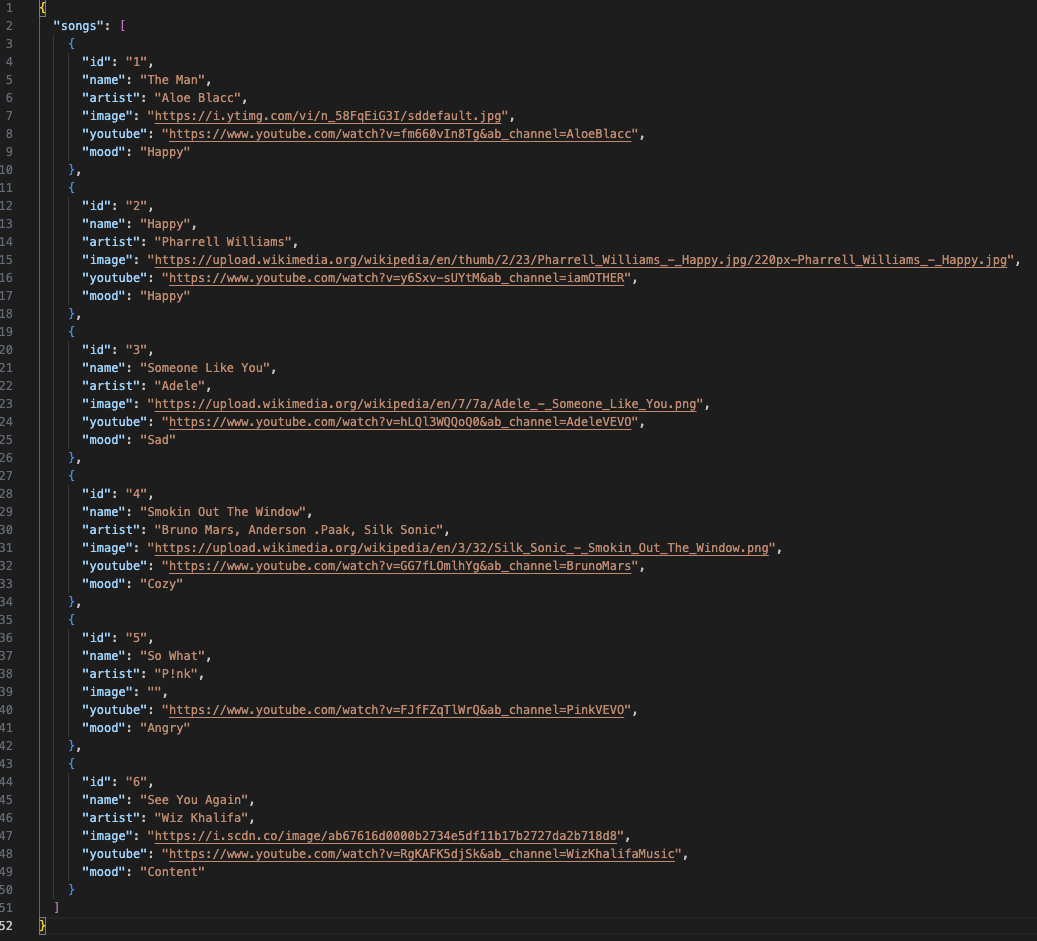 1 {
2 "songs": [
3 {
4 "id": "1",
5 "name": "The Man",
6 "artist": "Aloe Blacc",
7 "image": "https://i.ytimg.com/vi/n_58FqEiG3I/sddefault.jpg",
8 "youtube": "https://www.youtube.com/watch?v=fm660vIn8Tg&ab_channel=AloeBlacc",
9 "mood": "Happy"
10 },
11 {
12 "id": "2",
13 "name": "Happy",
14 "artist": "Pharrell Williams",
15 "image": "https://upload.wikimedia.org/wikipedia/en/thumb/2/23/Pharrell_Williams_-_Happy.jpg/220px-Pharrell_Williams_-_Happy.jpg",
16 "youtube": "https://www.youtube.com/watch?v=y6Sxv-sUYtM&ab_channel=iamOTHER",
17 "mood": "Happy"
18 },
19 {
20 "id": "3",
21 "name": "Someone Like You",
22 "artist": "Adele",
23 "image": "https://upload.wikimedia.org/wikipedia/en/7/7a/Adele_-_Someone_Like_You.png",
24 "youtube": "https://www.youtube.com/watch?v=hLQl3WQQoQ0&ab_channel=AdeleVEVO",
25 "mood": "Sad"
26 },
27 {
28 "id": "4",
29 "name": "Smokin Out The Window",
30 "artist": "Bruno Mars, Anderson .Paak, Silk Sonic",
31 "image": "https://upload.wikimedia.org/wikipedia/en/3/32/Silk_Sonic_-_Smokin_Out_The_Window.png",
32 "youtube": "https://www.youtube.com/watch?v=GG7fLOmlhYg&ab_channel=BrunoMars",
33 "mood": "Cozy"
34 },
35 {
36 "id": "5",
37 "name": "So What",
38 "artist": "P!nk",
39 "image": "",
40 "youtube": "https://www.youtube.com/watch?v=FJfFZqTlWrQ&ab_channel=PinkVEVO",
41 "mood": "Angry"
42 },
43 {
44 "id": "6",
45 "name": "See You Again",
46 "artist": "Wiz Khalifa",
47 "image": "https://i.scdn.co/image/ab67616d0000b2734e5df11b17b2727da2b718d8",
48 "youtube": "https://www.youtube.com/watch?v=RgKAFK5djSk&ab_channel=WizKhalifaMusic",
49 "mood": "Content"
50 }
51 ]
52 }